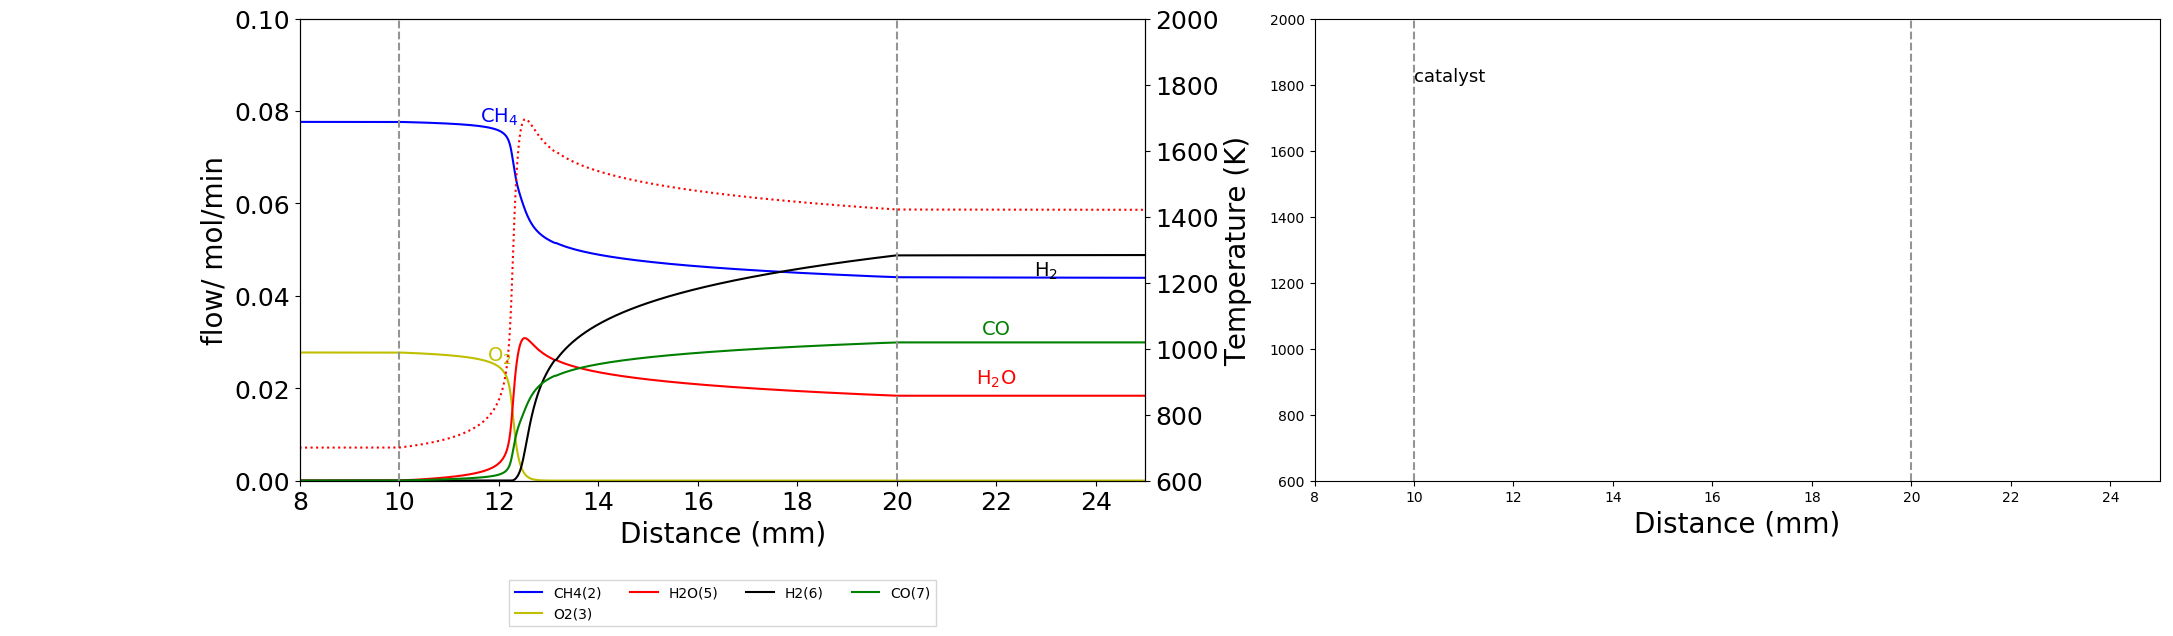 0.10
0.08
0.06
0.04
0.02
0.00
flow/ mol/min
8 10 12 14 16 18 20 22 24
Distance (mm)
2000
1800
1600
1400
1200
1000
800
600
Temperature (K)
CH4
O2
H2
CO
H2O
CH4(2) H2O(5) H2(6) CO(7)
O2(3)
2000
1800
1600
1400
1200
1000
800
600
catalyst
8 10 12 14 16 18 20 22 24
Distance (mm)